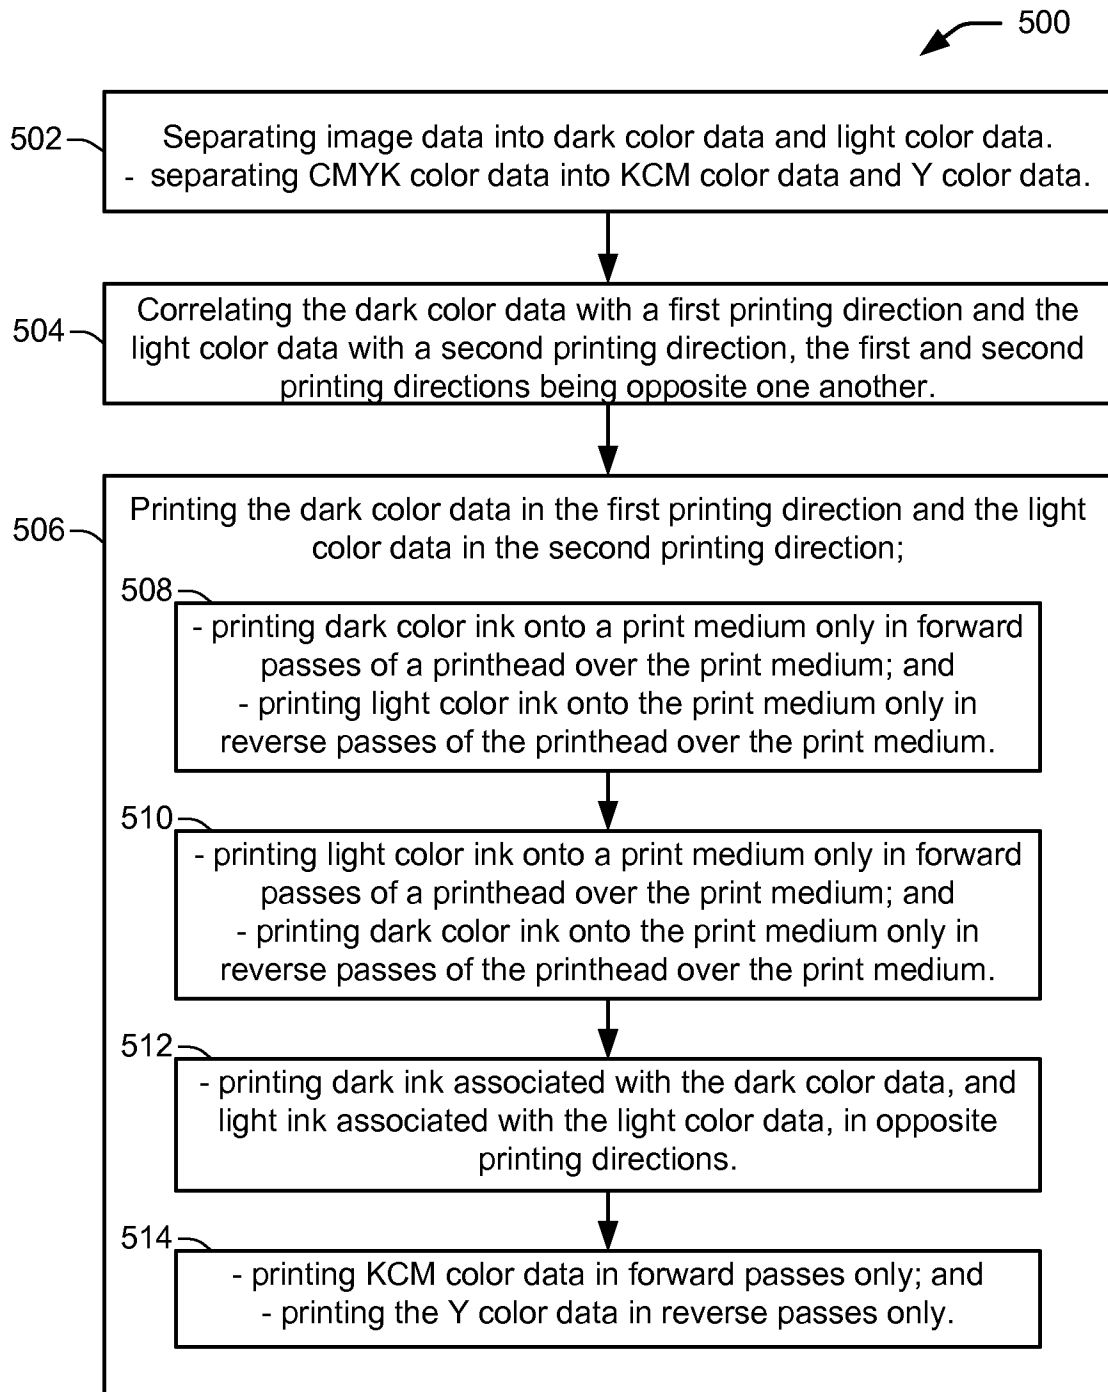 500
502
Separating image data into dark color data and light color data.
- separating CMYK color data into KCM color data and Y color data.
504
Correlating the dark color data with a first printing direction and the
light color data with a second printing direction, the first and second
printing directions being opposite one another.
506
Printing the dark color data in the first printing direction and the light
color data in the second printing direction;
508
- printing dark color ink onto a print medium only in forward
passes of a printhead over the print medium; and
- printing light color ink onto the print medium only in
reverse passes of the printhead over the print medium.
510
- printing light color ink onto a print medium only in forward
passes of a printhead over the print medium; and
- printing dark color ink onto the print medium only in
reverse passes of the printhead over the print medium.
512
- printing dark ink associated with the dark color data, and
light ink associated with the light color data, in opposite
printing directions.
514
- printing KCM color data in forward passes only; and
- printing the Y color data in reverse passes only.